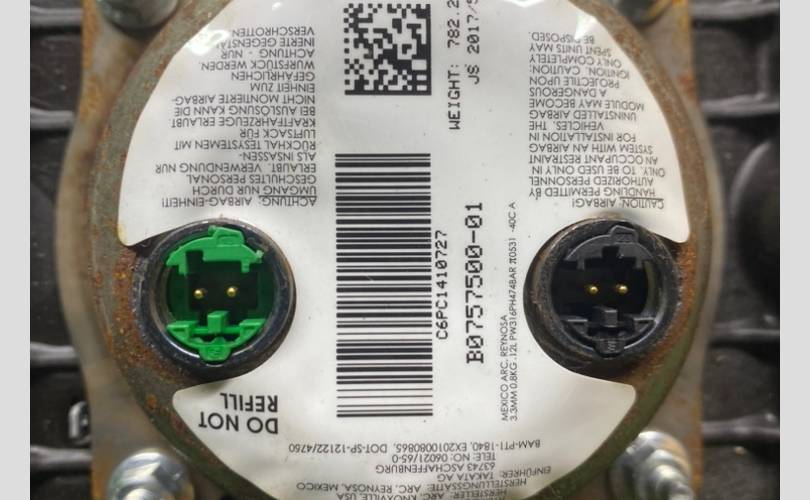 CAUTION: AIRBAG!
HANDLING PERMITTED BY
AUTHORIZED PERSONNEL
ONLY. TO BE USED ONLY IN
AN OCCUPANT RESTRAINT
SYSTEM WITH AN AIRBAG
FOR INSTALLATION IN
VEHICLES. THE
UNINSTALLED AIRBAG
MODULE MAY BECOME
A DANGEROUS
PROJECTILE UPON
IGNITION. CAUTION:
ONLY COMPLETELY
SPENT UNITS MAY
BE DISPOSED.
ACHTUNG: AIRBAG-EINHEIT!
UMGANG NUR DURCH
GESCHULTES PERSONAL
ERLAUBT. VERWENDUNG NUR
ALS INSASSEN-
RÜCKHALTESYSTEMEN MIT
LUFTSACK FÜR
KRAFTFAHRZEUGE ERLAUBT.
BEI AUSLÖSUNG KANN DIE
NICHT MONTIERTE AIRBAG-
EINHEIT ZUM
GEFÄHRLICHEN
WURFSTÜCK WERDEN.
ACHTUNG - NUR
INERTE GEGENSTÄN
VERSCHROTTEN.
WEIGHT: 782.2
JS 2017/5
C6PC1410727
B0757500-01
MEXICO ARC. REYNOSA
3.3MM 0.8KG .12L PW316PH474BAR π0531 -40C A
DO NOT
REFILL
HERSTELLER: ARC, KNOXVILLE, USA
HERSTELLUNGSSÄTTE: ARC, REYNOSA, MEXICO
EINFÜHRER: TAKATA AG
63743 ASCHAFFENBURG
TELE: NO: 06021/65-0
BAM-PT1-1840, EX2010080865, DOT-SP-12122/4760